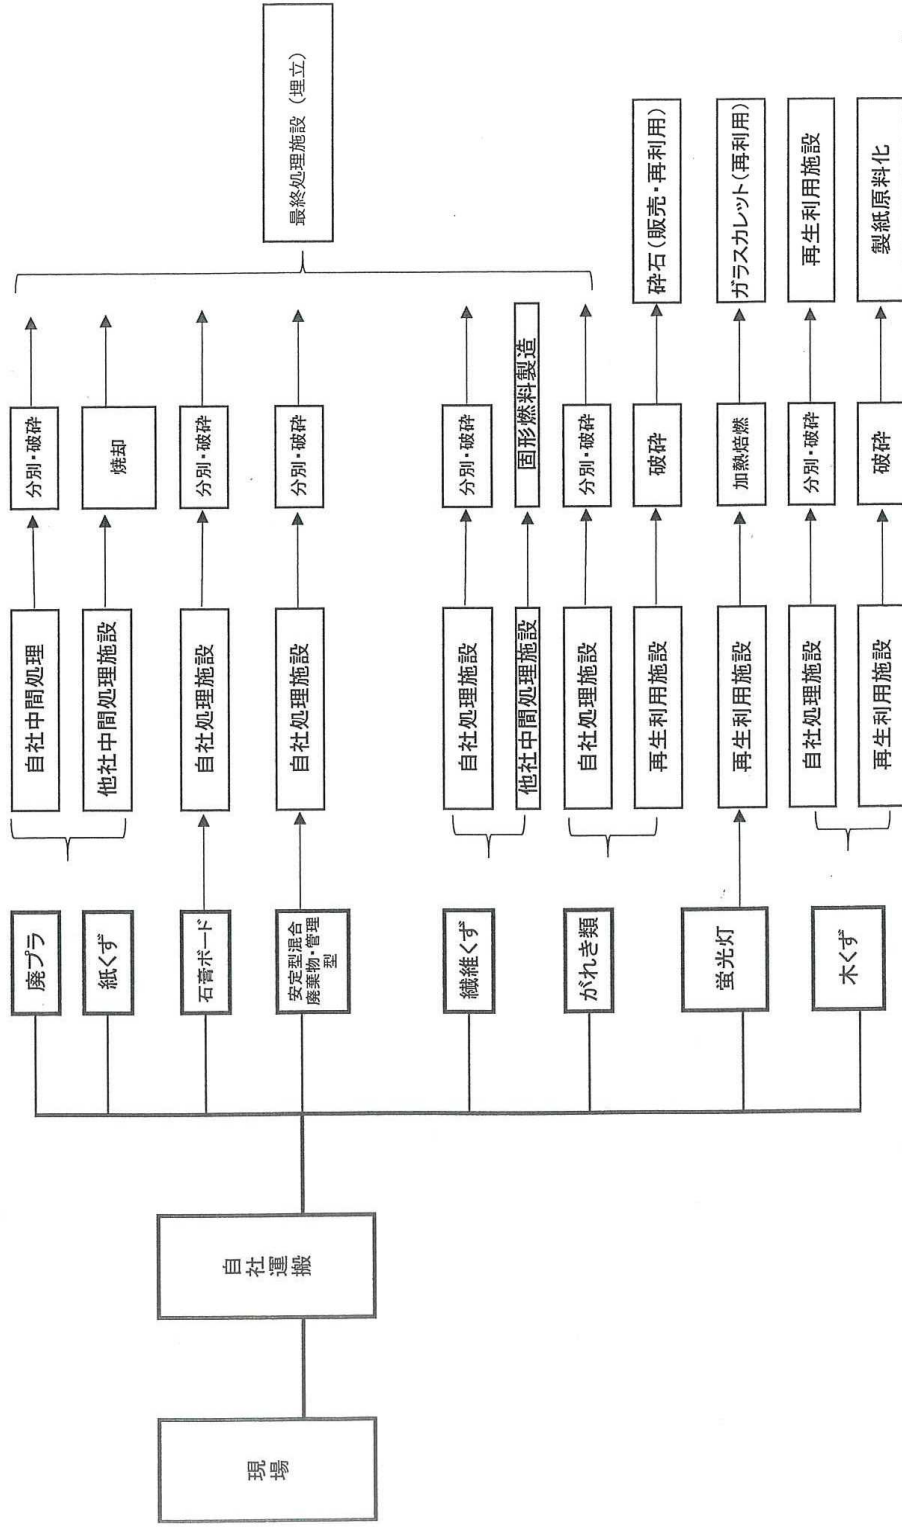 現場
自社運搬
廃プラ
紙くず
石膏ボード
安定型混合
廃棄物・管理
型
繊維くず
がれき類
蛍光灯
木くず
自社中間処理
他社中間処理施設
自社処理施設
自社処理施設
自社処理施設
他社中間処理施設
自社処理施設
再生利用施設
再生利用施設
自社処理施設
再生利用施設
分別・破砕
焼却
分別・破砕
分別・破砕
分別・破砕
固形燃料製造
分別・破砕
破砕
加熱焙燃
分別・破砕
破砕
最終処理施設（埋立）
砕石（販売・再利用）
ガラスカレット（再利用）
再生利用施設
製紙原料化